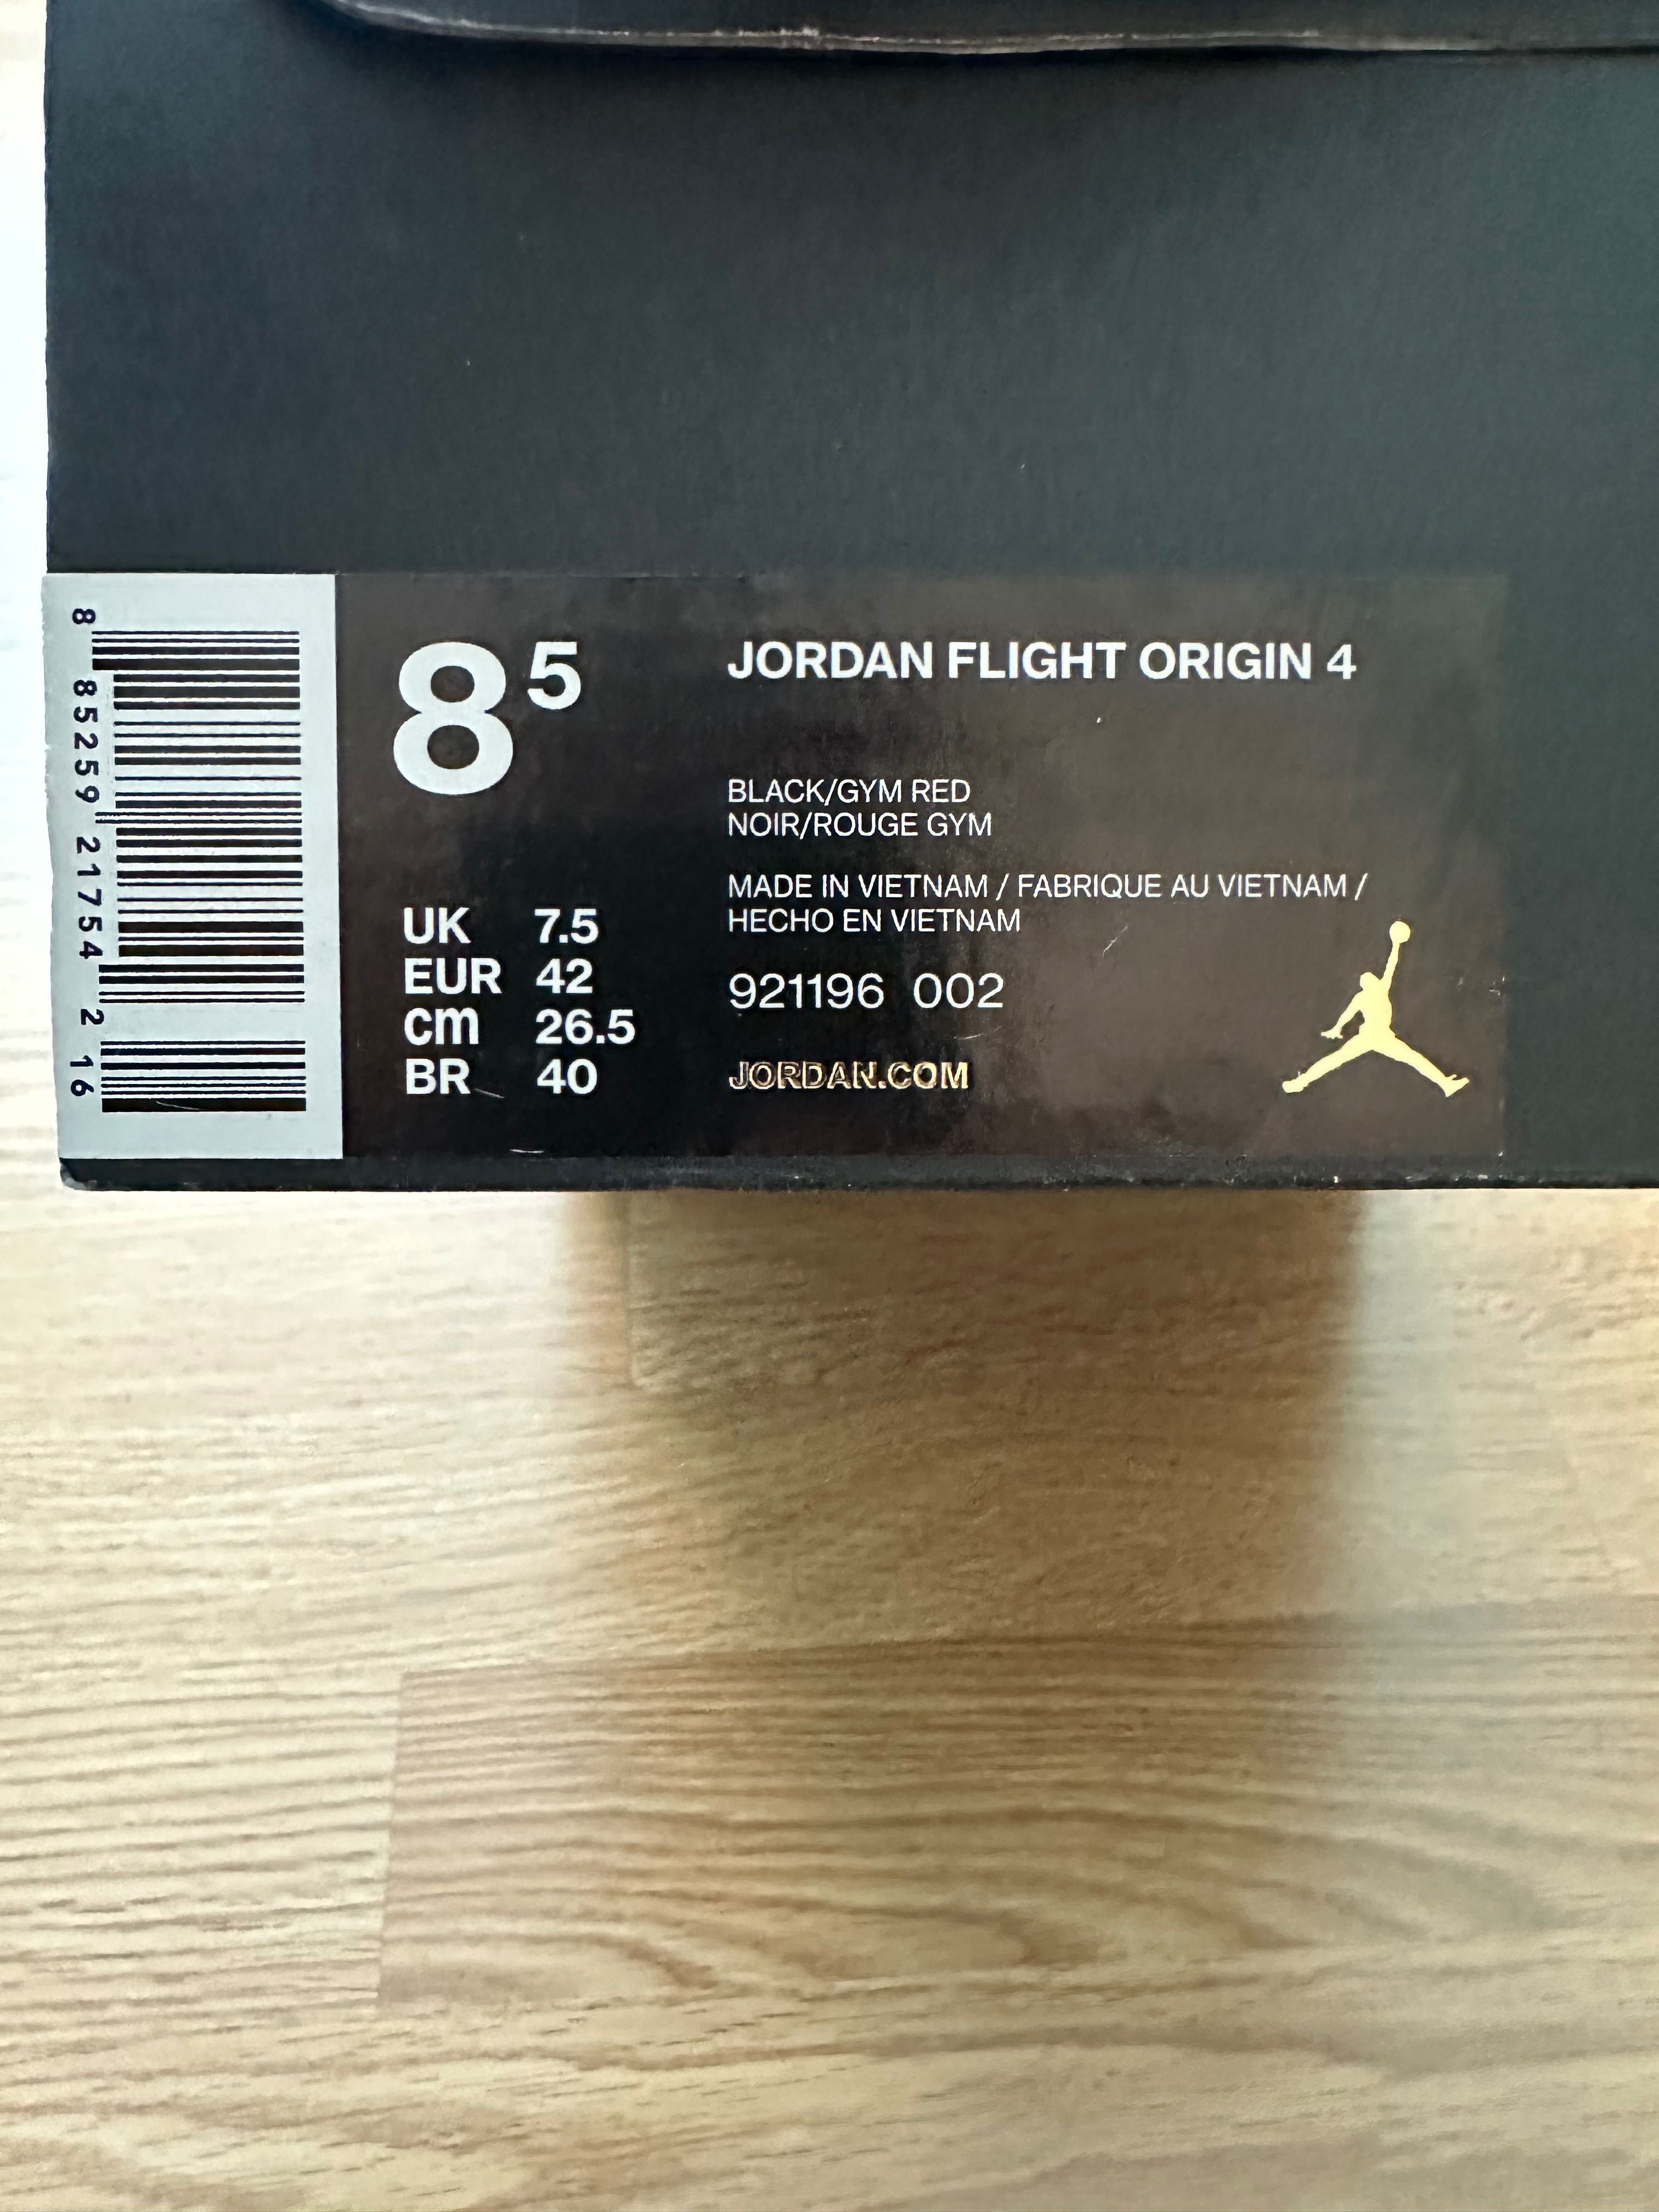 8 85259 21754 2 16
8 5
JORDAN FLIGHT ORIGIN 4
BLACK/GYM RED
NOIR/ROUGE GYM
MADE IN VIETNAM / FABRIQUE AU VIETNAM /
HECHO EN VIETNAM
UK 7.5
EUR 42
cm 26.5
BR 40
921196 002
JORDAN.COM